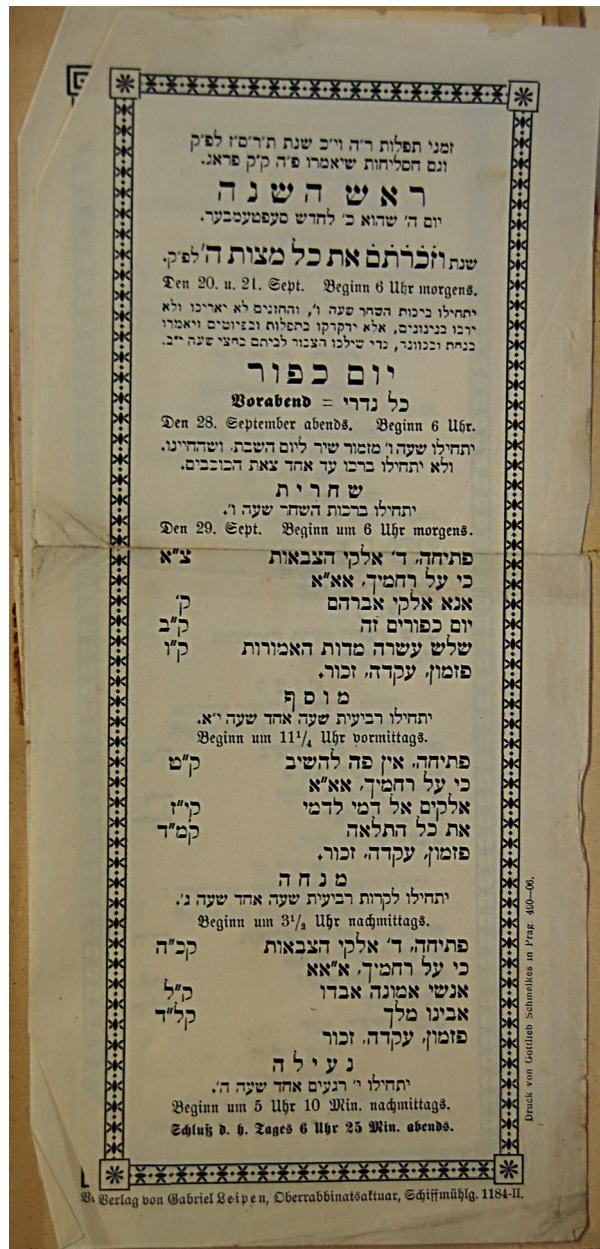 זמני תפלות ר״ה וי״כ שנת ת״ר״ס״ז לפ״ק
וגם הסליחות שיאמרו פ״ה ק״ק פראג.
ראש השנה
יום ה׳ שהוא כ׳ לחדש סעפטעמבער.
שנת וזכרתם את כל מצות ה׳ לפ״ק.
Den 20. u. 21. Sept. Beginn 6 Uhr morgens.
יתחילו ברכות השחר שעה ו׳, והחזנים לא יאריכו ולא
ירבו בנינונים, אלא ידקדקו בתפלות ובפיוטים ויאמרו
בנחת ובכוונה, כדי שילכו הצבור לביתם בחצי שעה י״ב.
יום כפור
כל נדרי = Vorabend
Den 28. September abends. Beginn 6 Uhr.
יתחילו שעה ו׳ מזמור שיר ליום השבת, ושהחיינו.
ולא יתחילו ברכו עד אחד צאת הכוכבים.
שחרית
יתחילו ברכות השחר שעה ו׳.
Den 29. Sept. Beginn um 6 Uhr morgens.
פתיחה, ד׳ אלקי הצבאות צ״א
כי על רחמיך, אא״א
אנא אלקי אברהם ק׳
יום כפורים זה ק״ב
שלש עשרה מדות האמורות ק״ו
פזמון, עקדה, זכור.
מוסף
יתחילו רביעית שעה אחד שעה י״א.
Beginn um 11¹/₄ Uhr vormittags.
פתיחה, אין פה להשיב ק״ט
כי על רחמיך, אא״א
אלקים אל דמי לדמי קי״ז
את כל התלאה קמ״ד
פזמון, עקדה, זכור.
מנחה
יתחילו לקרות רביעית שעה אחד שעה ג׳.
Beginn um 3¹/₂ Uhr nachmittags.
פתיחה, ד׳ אלקי הצבאות קכ״ה
כי על רחמיך, א״אא
אנשי אמונה אבדו ק״ל
אבינו מלך קל״ד
פזמון, עקדה, זכור
נעילה
יתחילו י׳ רגעים אחד שעה ה׳.
Beginn um 5 Uhr 10 Min. nachmittags.
Schluß d. h. Tages 6 Uhr 25 Min. abends.
Druck von Gottlieb Schmelkes in Prag. 490—06.
Verlag von Gabriel Leipen, Oberrabbinatsaktuar, Schiffmühlg. 1184-II.